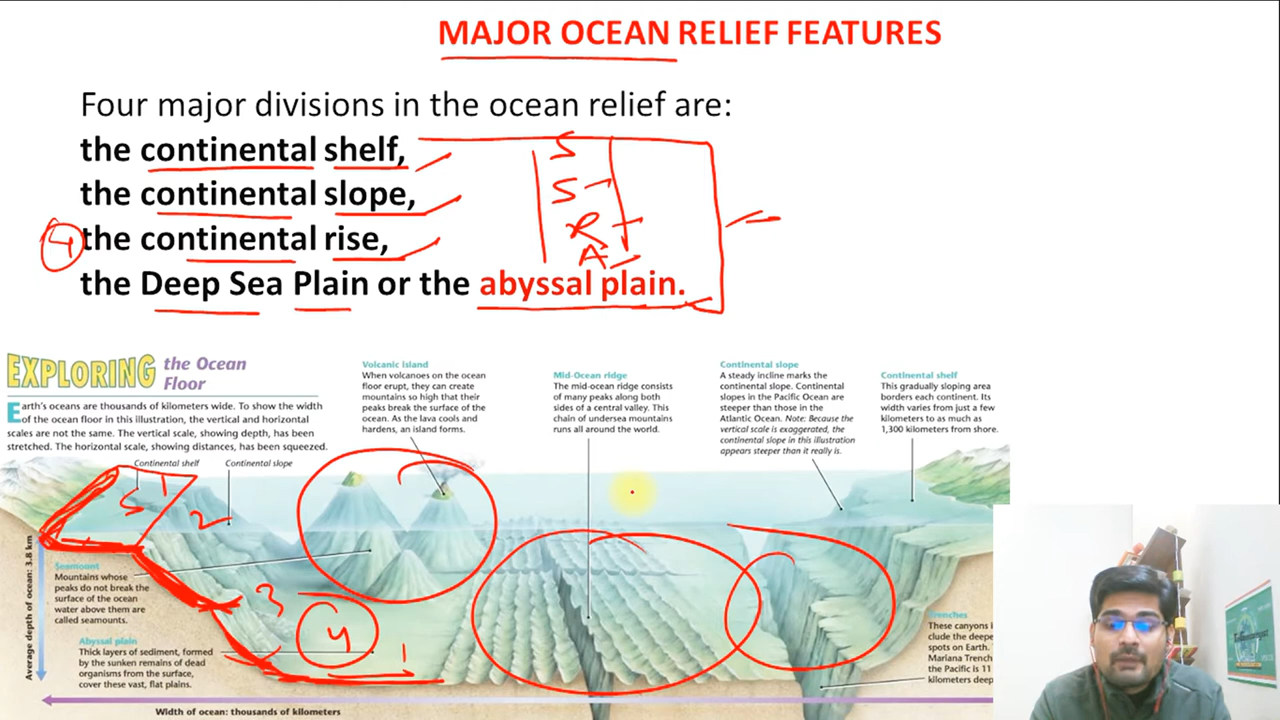 MAJOR OCEAN RELIEF FEATURES
Four major divisions in the ocean relief are:
the continental shelf,
the continental slope,
the continental rise,
the Deep Sea Plain or the abyssal plain.
4
S
S
R
A
EXPLORING the Ocean Floor
Earth's oceans are thousands of kilometers wide. To show the width
of the ocean floor in this illustration, the vertical and horizontal
scales are not the same. The vertical scale, showing depth, has been
stretched. The horizontal scale, showing distances, has been squeezed.
Continental shelf
Continental slope
Volcanic island
When volcanoes on the ocean
floor erupt, they can create
mountains so high that their
peaks break the surface of the
ocean. As the lava cools and
hardens, an island forms.
Mid-Ocean ridge
The mid-ocean ridge consists
of many peaks along both
sides of a central valley. This
chain of undersea mountains
runs all around the world.
Continental slope
A steady incline marks the
continental slope. Continental
slopes in the Pacific Ocean are
steeper than those in the
Atlantic Ocean. Note: Because the
vertical scale is exaggerated, the
continental slope in this illustration
appears steeper than it really is.
Continental shelf
This gradually sloping area
borders each continent. Its
width varies from just a few
kilometers to as much as
1,300 kilometers from shore.
S
1
2
3
4
Seamount
Mountains whose
peaks do not break the
surface of the ocean
water above them are
called seamounts.
Abyssal plain
Thick layers of sediment, formed
by the sunken remains of dead
organisms from the surface,
cover these vast, flat plains.
Trenches
These canyons i
clude the deepe
spots on Earth.
Mariana Trench
the Pacific is 11
kilometers deep
Average depth of ocean: 3.8 km
Width of ocean: thousands of kilometers